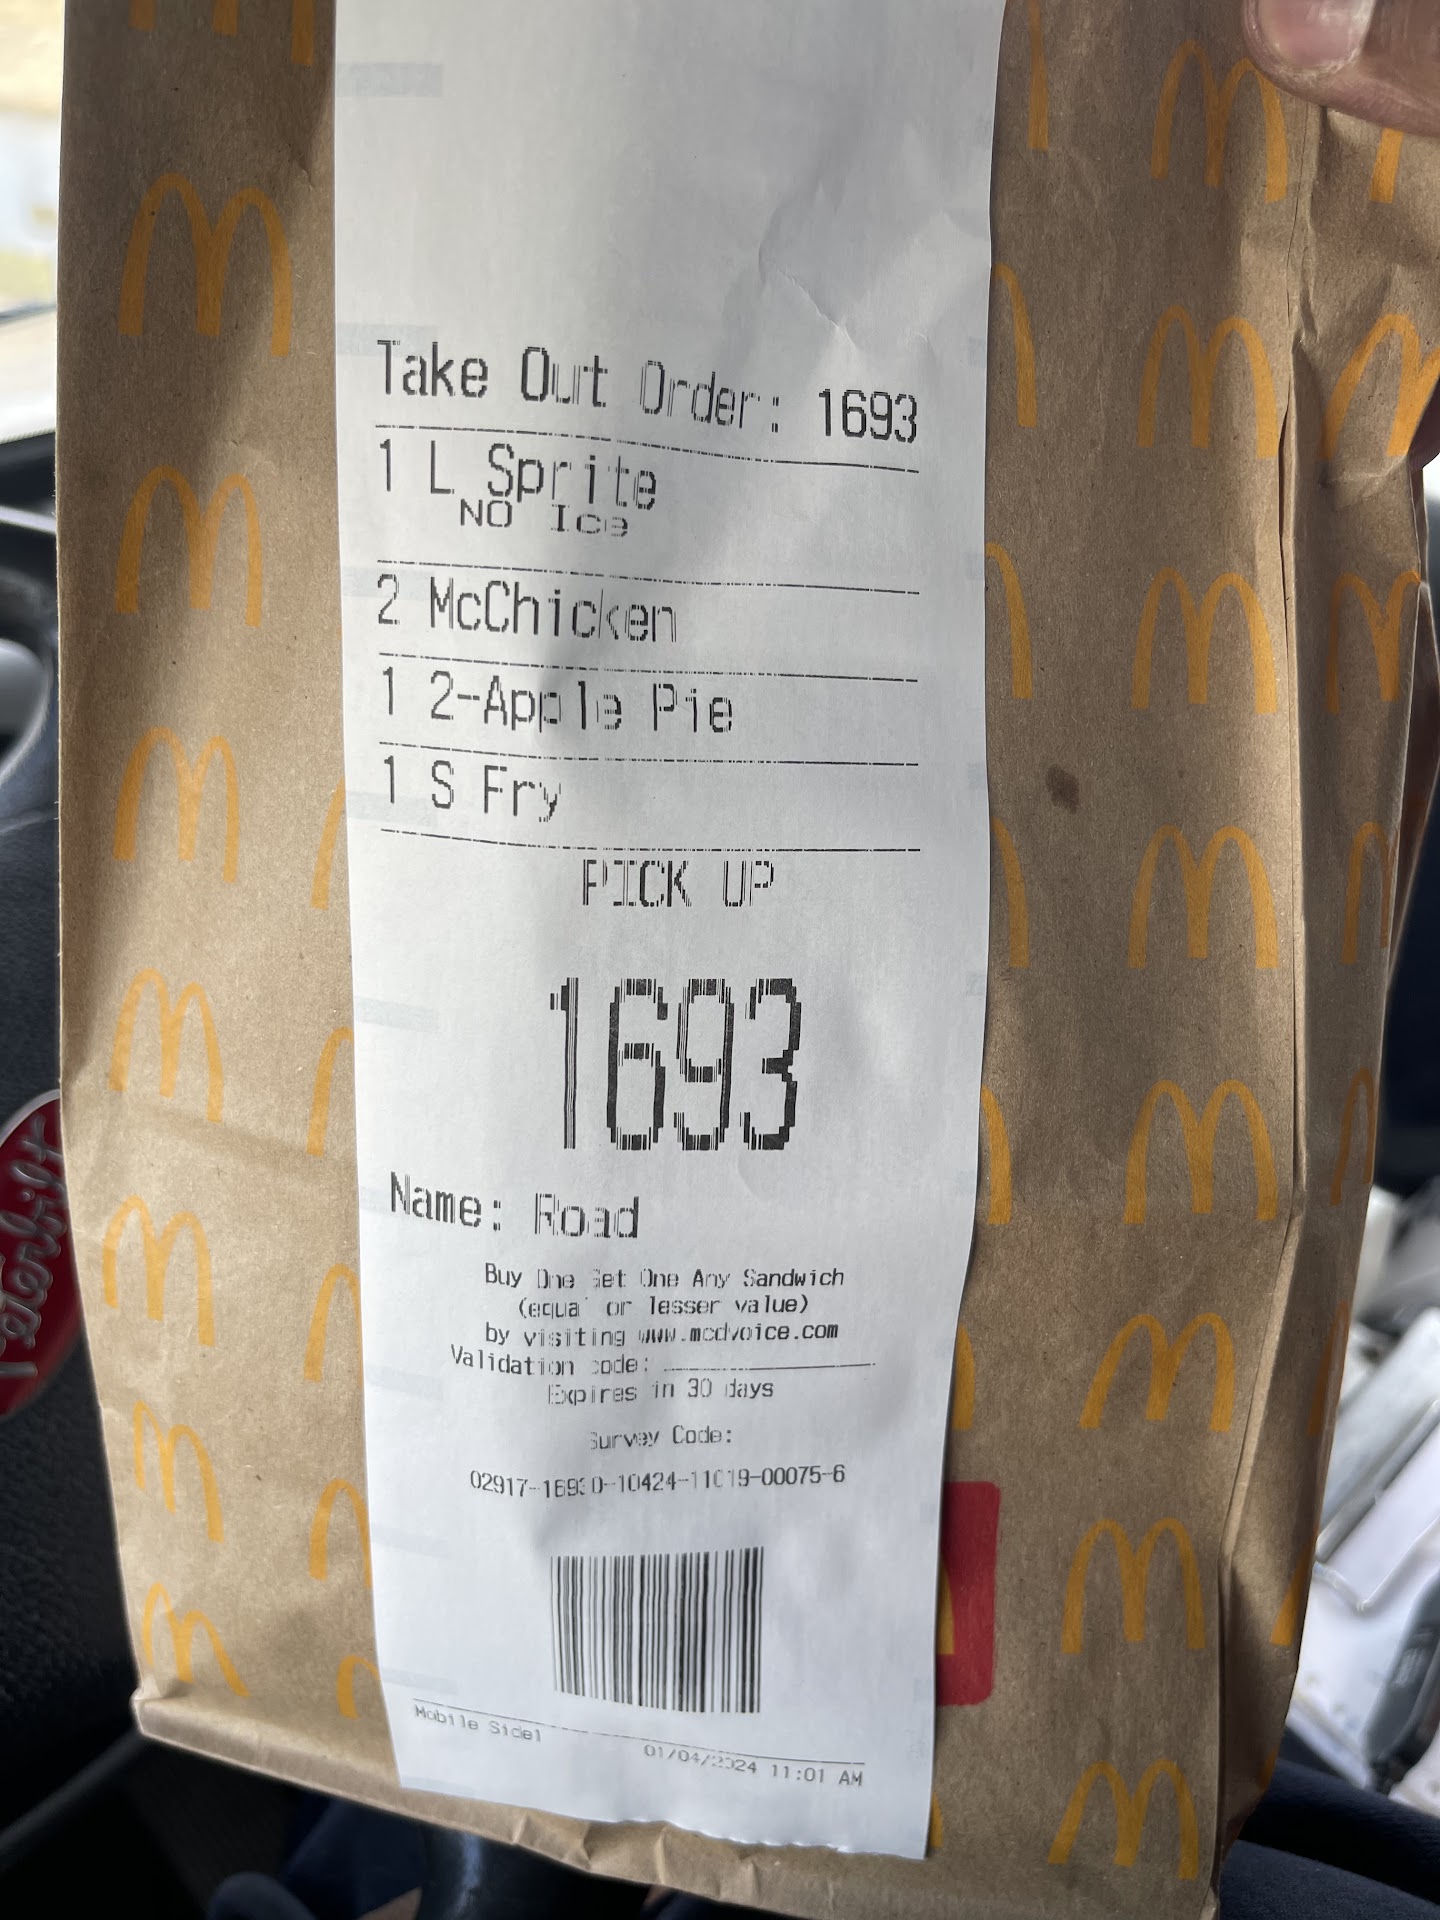 Take Out Order: 1693
1 L Sprite
NO Ice
2 McChicken
1 2-Apple Pie
1 S Fry
PICK UP
1693
Name: Road
Buy One Get One Any Sandwich
(equal or lesser value)
by visiting www.mcdvoice.com
Validation code:
Expires in 30 days
Survey Code:
02917-16930-10424-11019-00075-6
Mobile Side1
01/04/2024 11:01 AM
Peterbilt